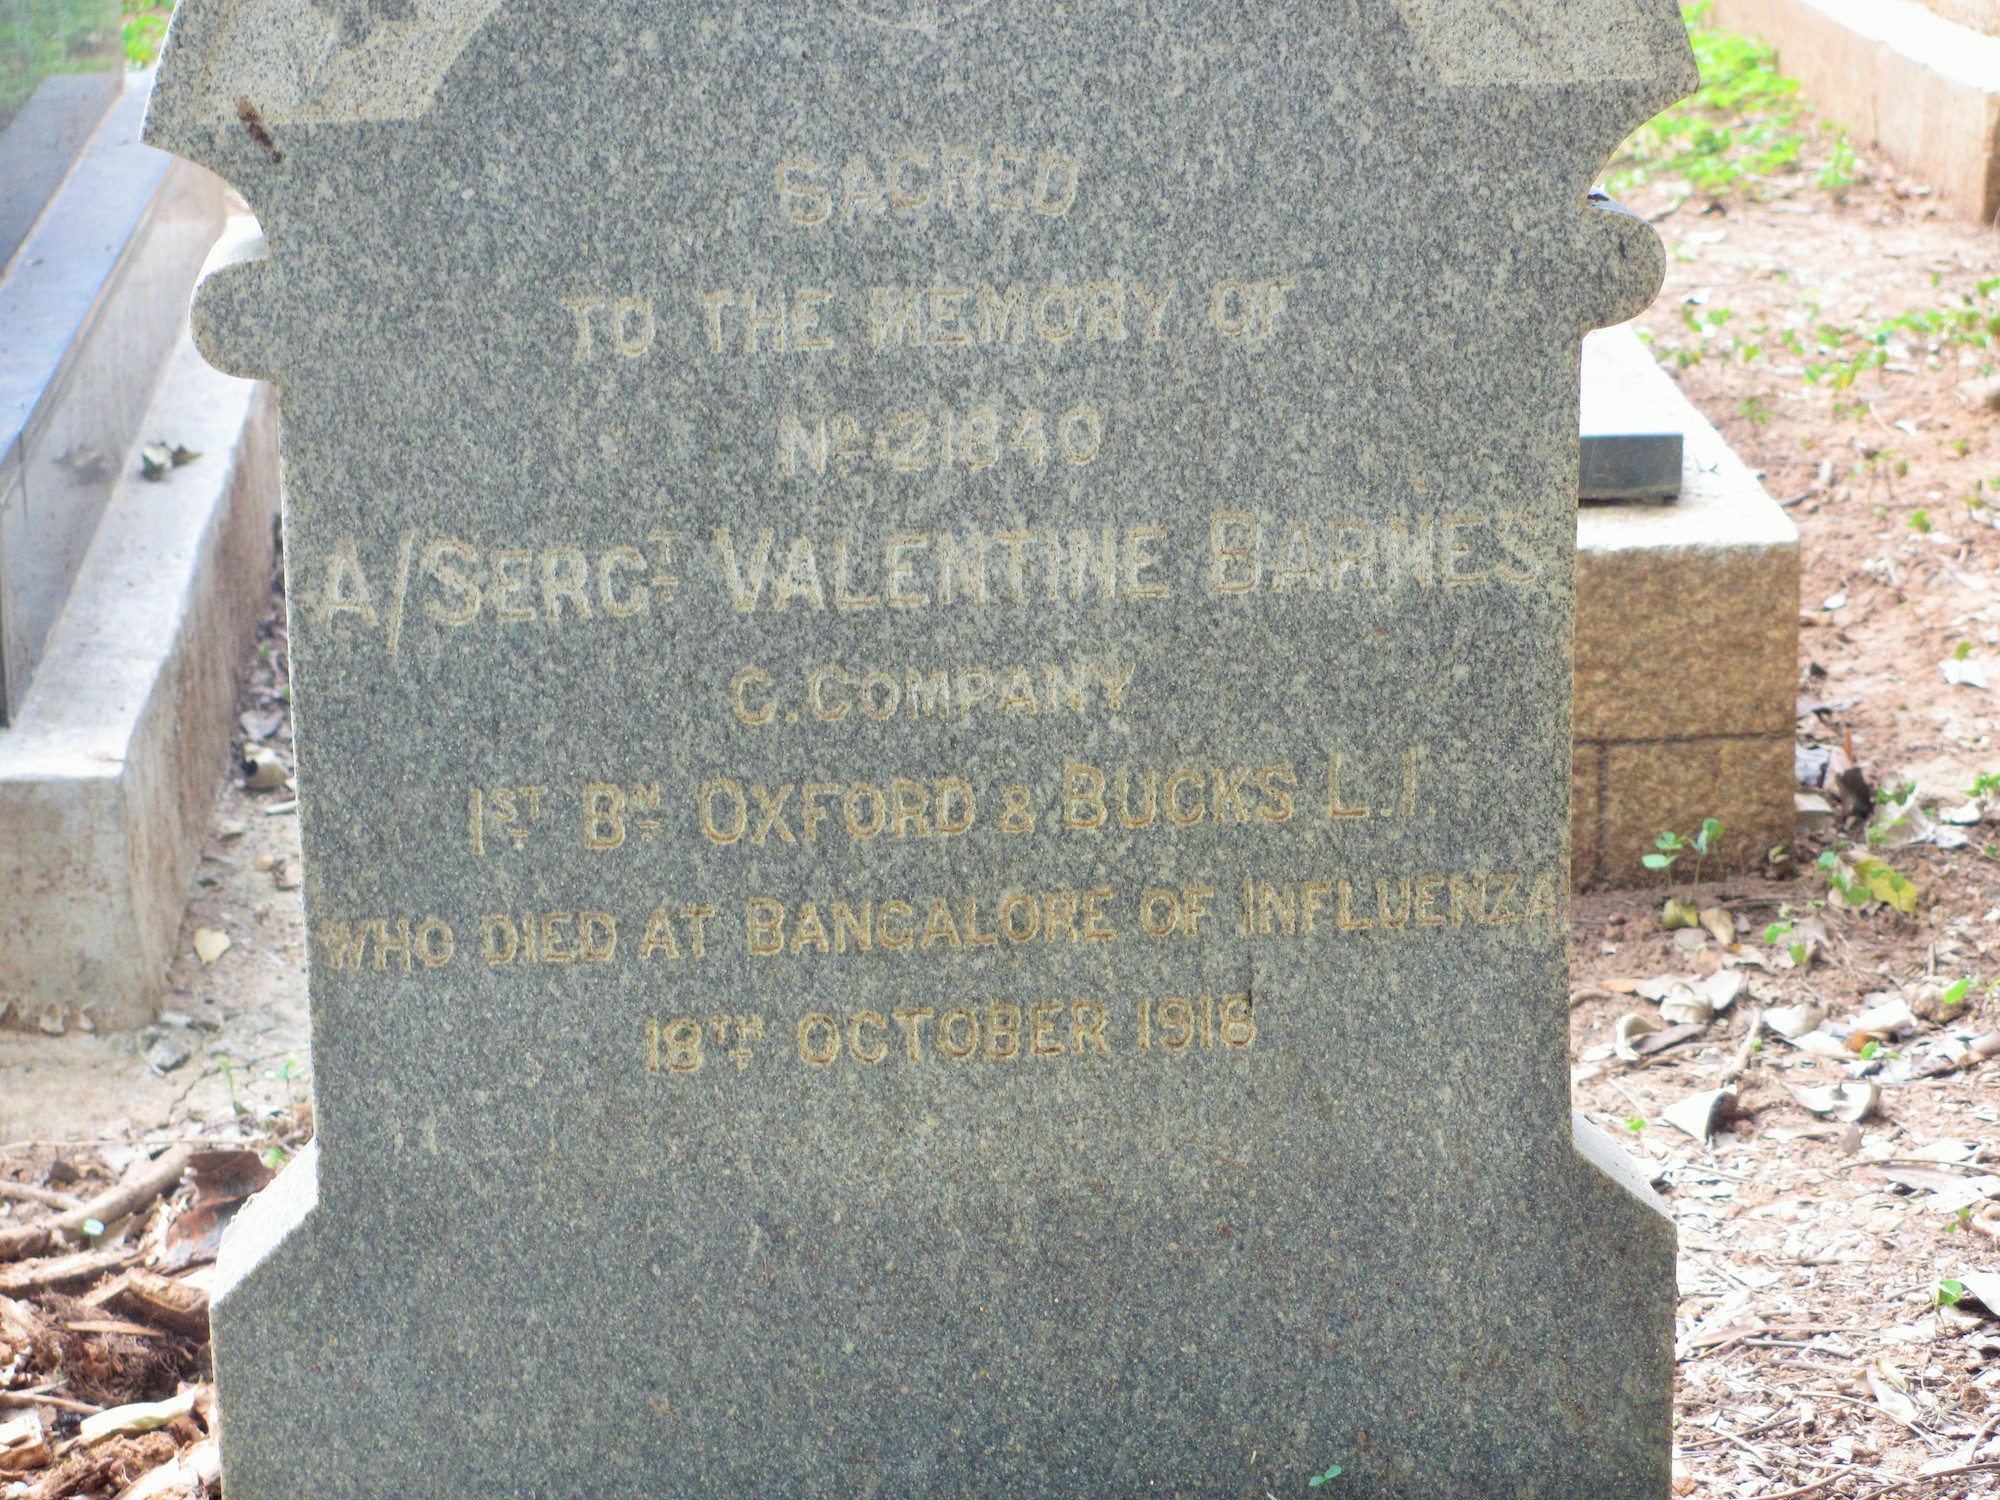 SACRED
TO THE MEMORY OF
No. 21840
A/SERGT. VALENTINE BARNES
C. COMPANY
1ST BN OXFORD & BUCKS L.I.
WHO DIED AT BANGALORE OF INFLUENZA
18TH OCTOBER 1918